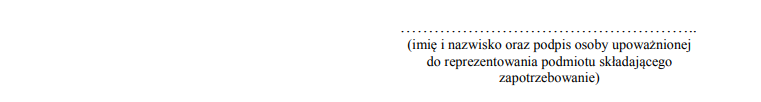 ………………………………………………..
(imię i nazwisko oraz podpis osoby upoważnionej
do reprezentowania podmiotu składającego
zapotrzebowanie)